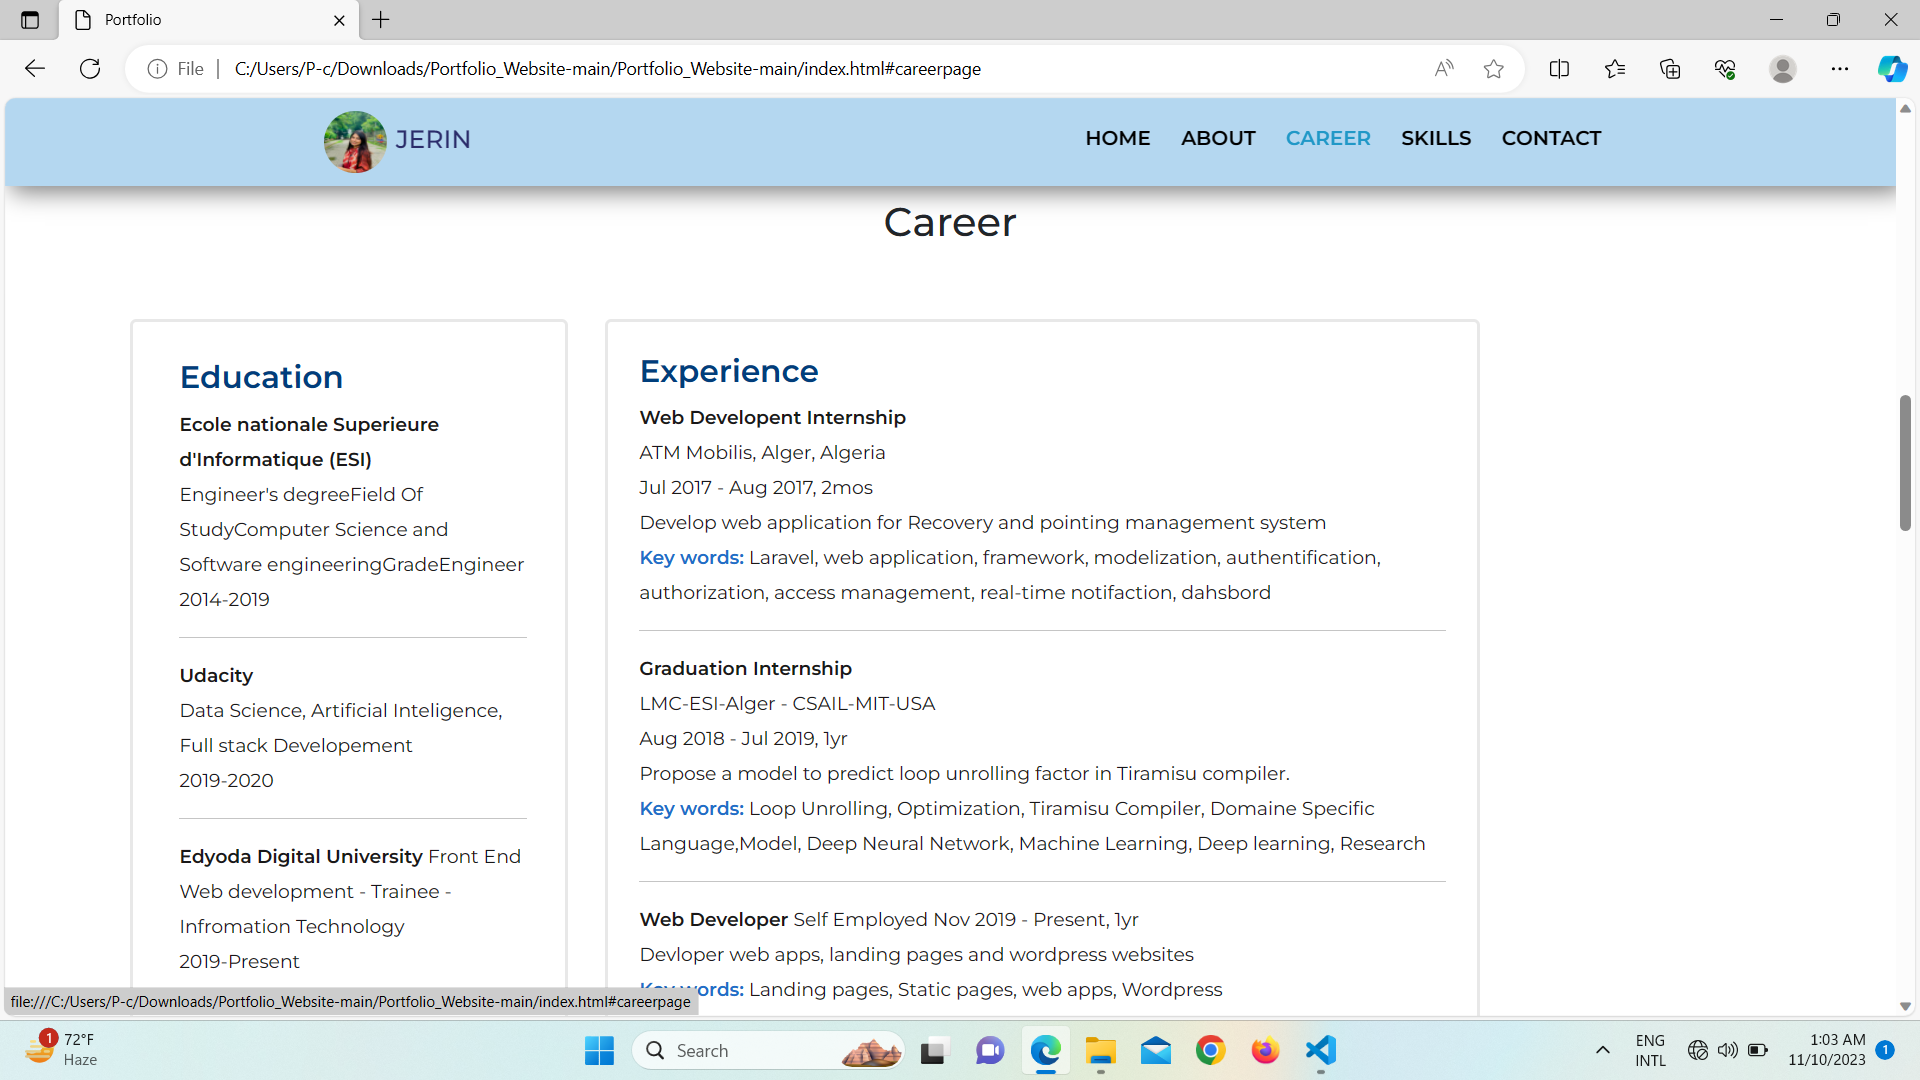 Portfolio
File
C:/Users/P-c/Downloads/Portfolio_Website-main/Portfolio_Website-main/index.html#careerpage
JERIN
HOME ABOUT CAREER SKILLS CONTACT
Career
Education
Ecole nationale Superieure
d'Informatique (ESI)
Engineer's degreeField Of
StudyComputer Science and
Software engineeringGradeEngineer
2014-2019
Udacity
Data Science, Artificial Inteligence,
Full stack Developement
2019-2020
Edyoda Digital University Front End
Web development - Trainee -
Infromation Technology
2019-Present
Experience
Web Developent Internship
ATM Mobilis, Alger, Algeria
Jul 2017 - Aug 2017, 2mos
Develop web application for Recovery and pointing management system
Key words: Laravel, web application, framework, modelization, authentification,
authorization, access management, real-time notifaction, dahsbord
Graduation Internship
LMC-ESI-Alger - CSAIL-MIT-USA
Aug 2018 - Jul 2019, 1yr
Propose a model to predict loop unrolling factor in Tiramisu compiler.
Key words: Loop Unrolling, Optimization, Tiramisu Compiler, Domaine Specific
Language,Model, Deep Neural Network, Machine Learning, Deep learning, Research
Web Developer Self Employed Nov 2019 - Present, 1yr
Devloper web apps, landing pages and wordpress websites
Key words: Landing pages, Static pages, web apps, Wordpress
file:///C:/Users/P-c/Downloads/Portfolio_Website-main/Portfolio_Website-main/index.html#careerpage
1
72°F
Haze
Search
ENG
INTL
1:03 AM
11/10/2023
1